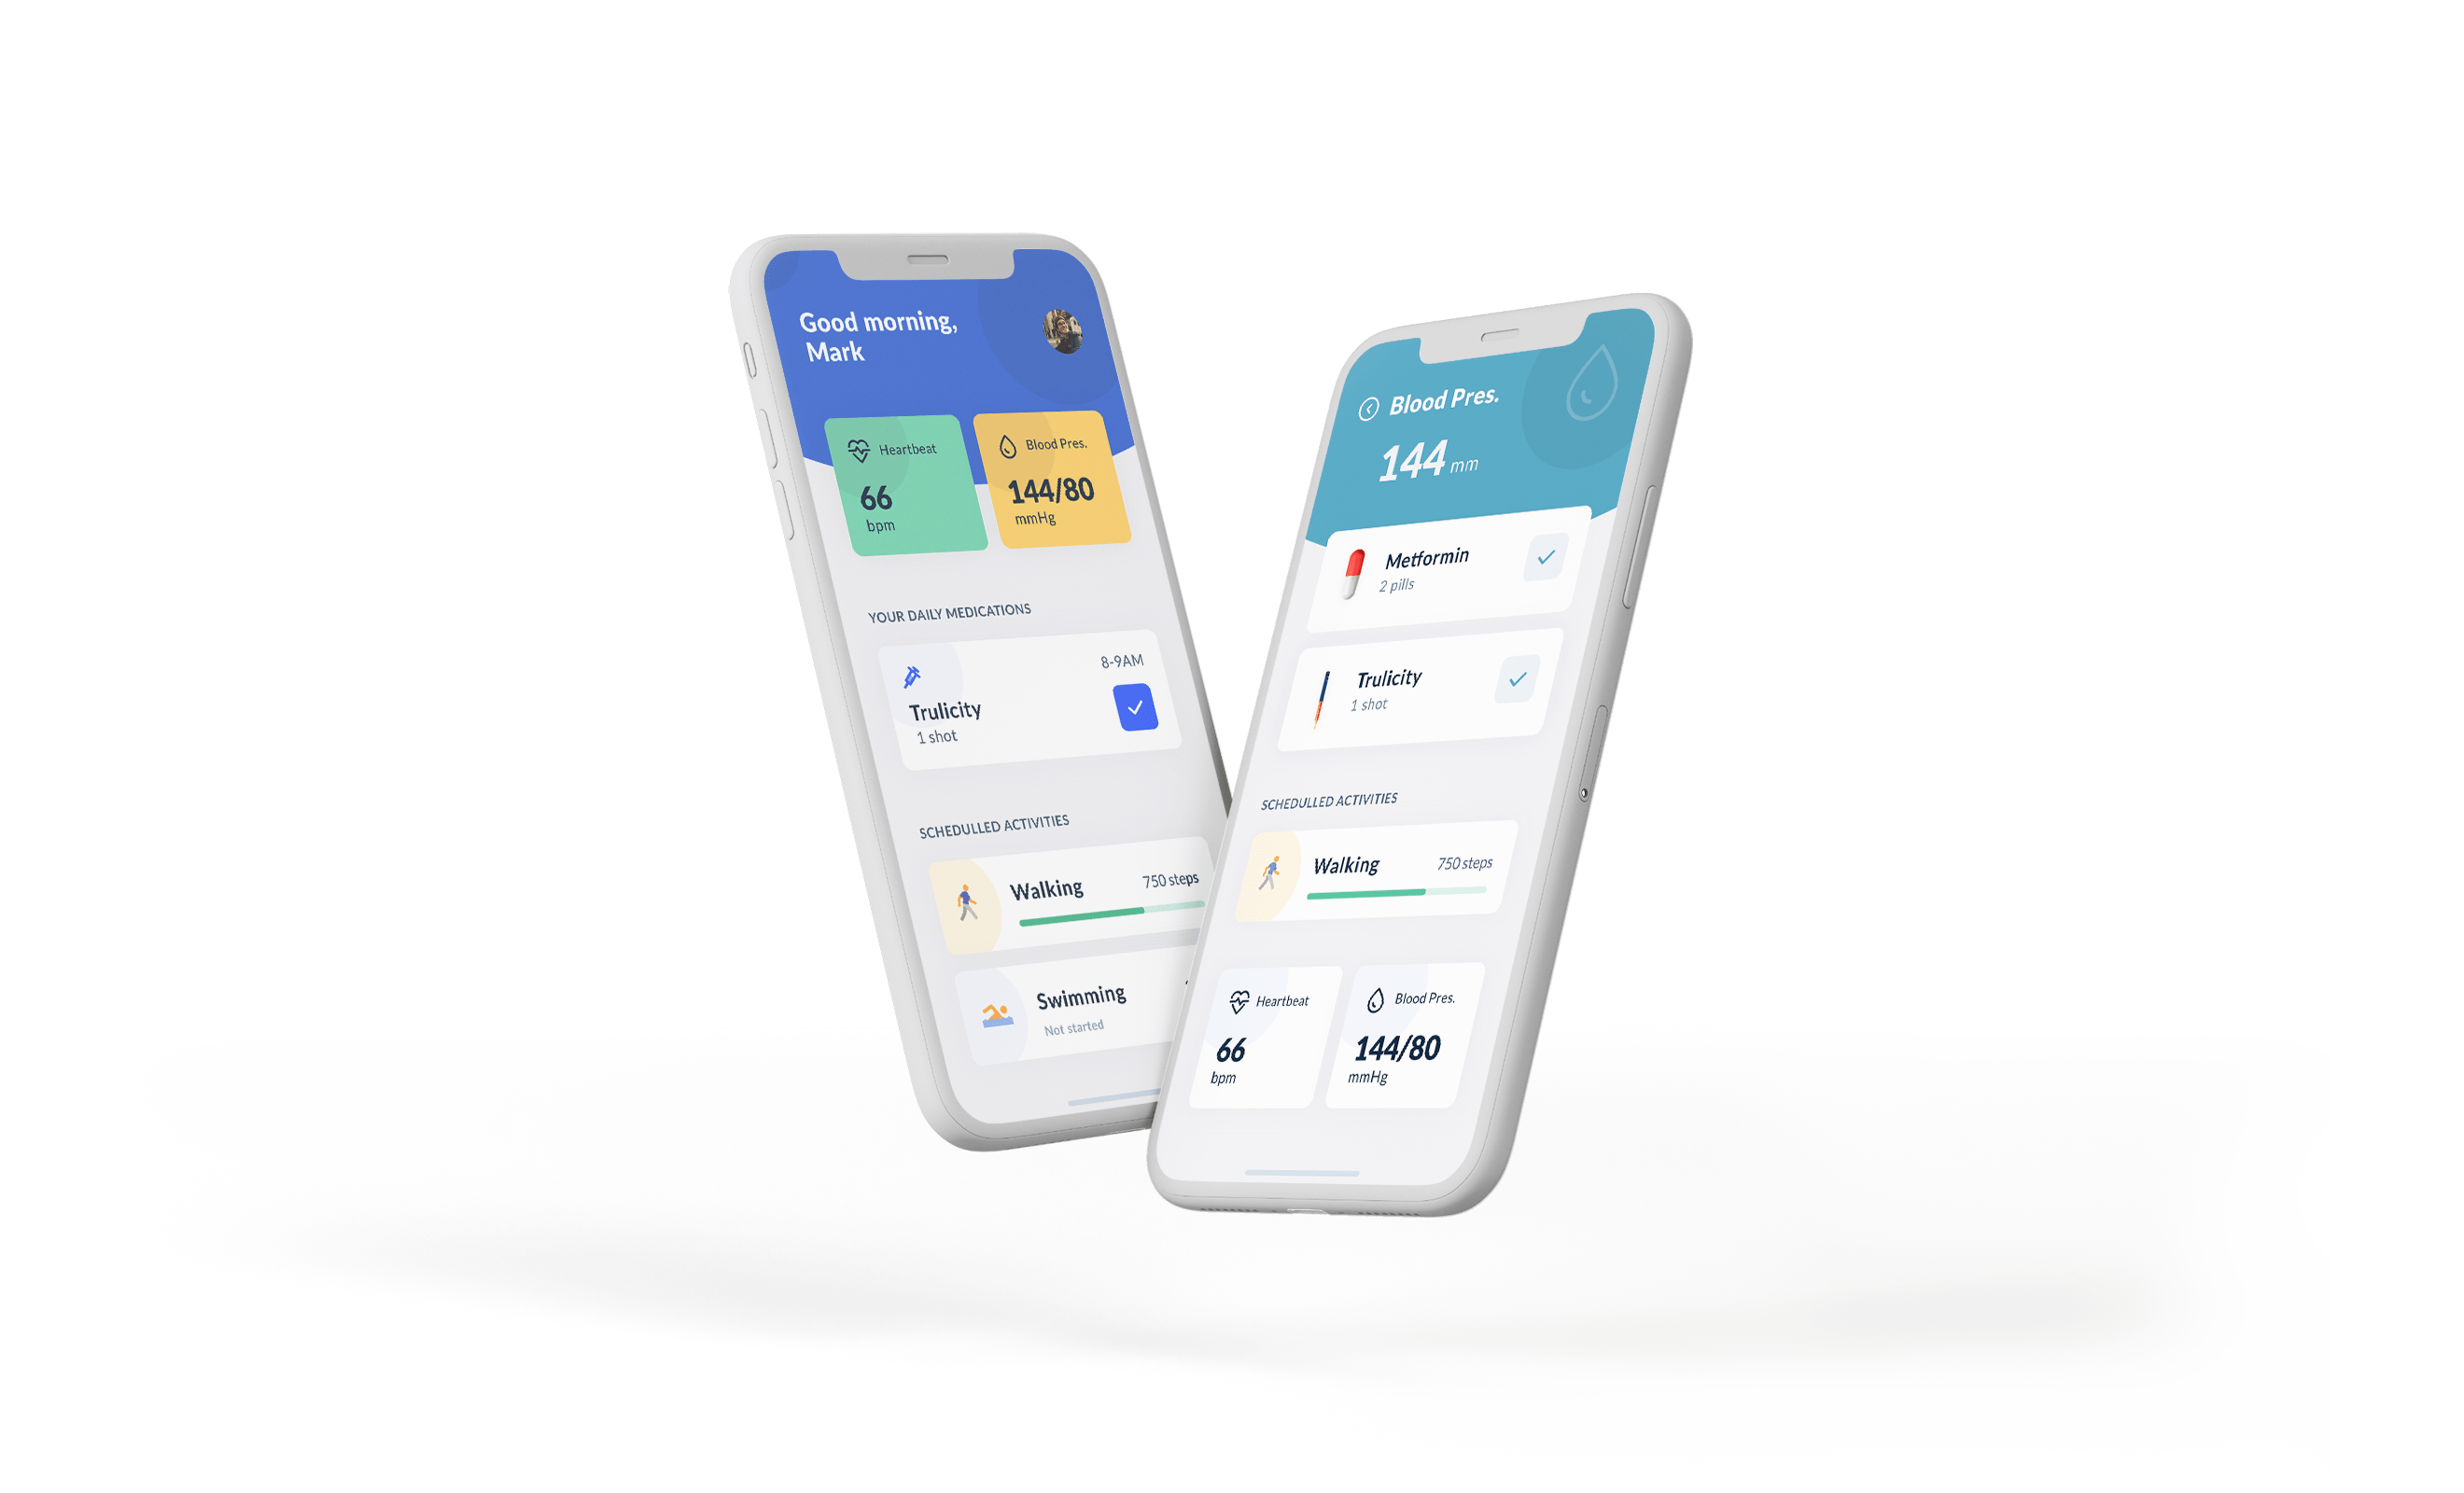 Good morning,
Mark
Heartbeat
66
bpm
Blood Pres.
144/80
mmHg
YOUR DAILY MEDICATIONS
8-9AM
Trulicity
1 shot
SCHEDULLED ACTIVITIES
Walking
750 steps
Swimming
Not started
Blood Pres.
144 mm
Metformin
2 pills
Trulicity
1 shot
SCHEDULLED ACTIVITIES
Walking
750 steps
Heartbeat
66
bpm
Blood Pres.
144/80
mmHg